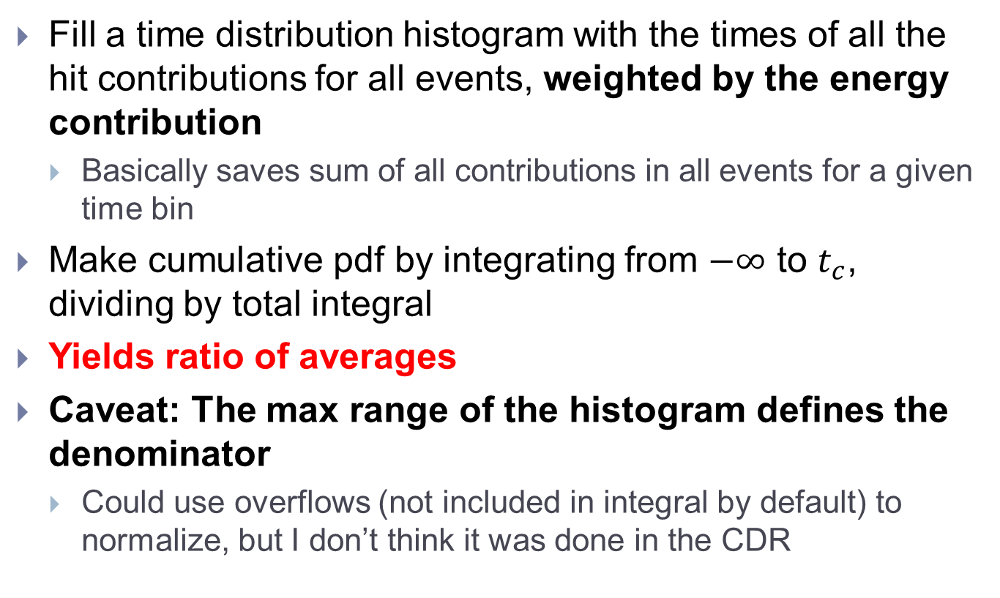 Fill a time distribution histogram with the times of all the
hit contributions for all events, weighted by the energy
contribution
Basically saves sum of all contributions in all events for a given
time bin
Make cumulative pdf by integrating from −∞ to t_c,
dividing by total integral
Yields ratio of averages
Caveat: The max range of the histogram defines the
denominator
Could use overflows (not included in integral by default) to
normalize, but I don’t think it was done in the CDR